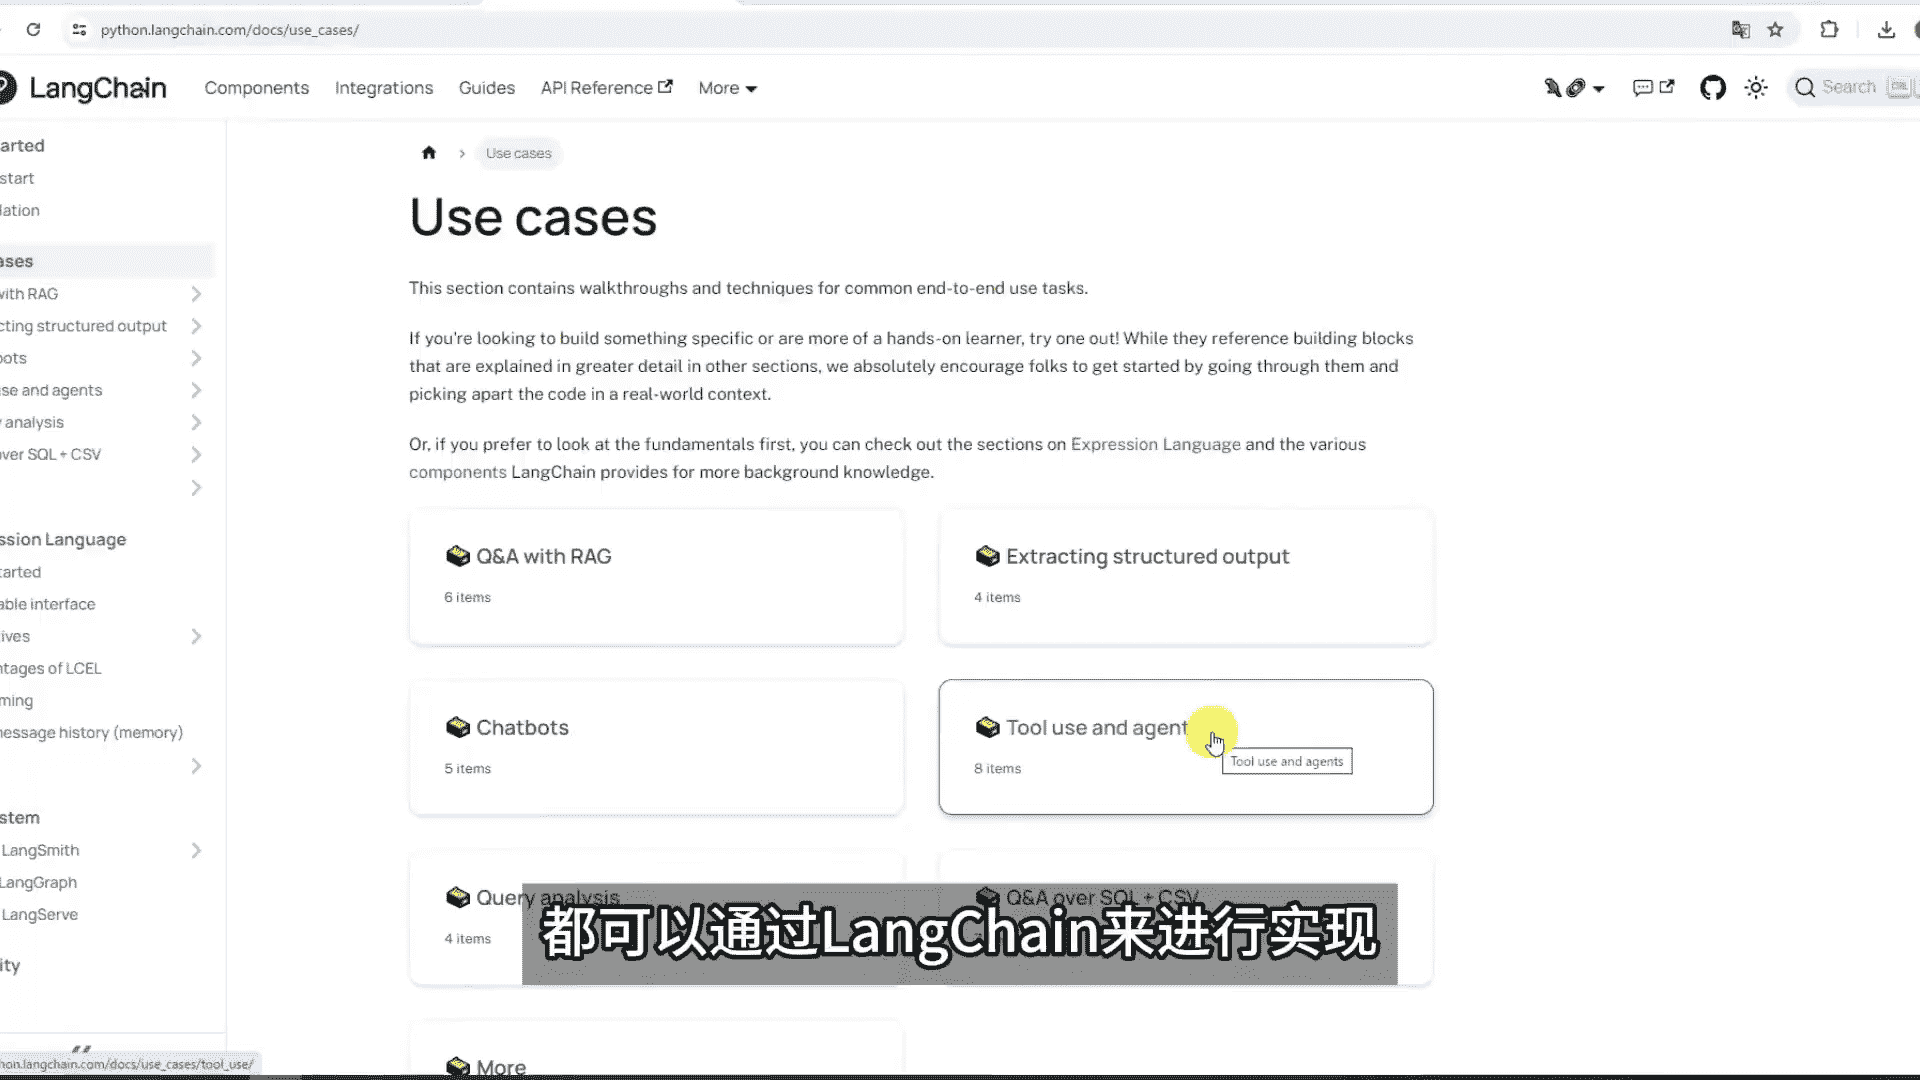 python.langchain.com/docs/use_cases/
LangChain
Components
Integrations
Guides
API Reference
More
Search
arted
start
lation
ases
with RAG
cting structured output
oots
se and agents
analysis
ver SQL + CSV
ssion Language
tarted
able interface
ives
ntages of LCEL
ming
essage history (memory)
stem
LangSmith
LangGraph
LangServe
ity
Use cases
Use cases
This section contains walkthroughs and techniques for common end-to-end use tasks.
If you're looking to build something specific or are more of a hands-on learner, try one out! While they reference building blocks
that are explained in greater detail in other sections, we absolutely encourage folks to get started by going through them and
picking apart the code in a real-world context.
Or, if you prefer to look at the fundamentals first, you can check out the sections on Expression Language and the various
components LangChain provides for more background knowledge.
Q&A with RAG
6 items
Extracting structured output
4 items
Chatbots
5 items
Tool use and agent
8 items
Tool use and agents
Query analysis
4 items
Q&A over SQL + CSV
都可以通过LangChain来进行实现
More
hon.langchain.com/docs/use_cases/tool_use/